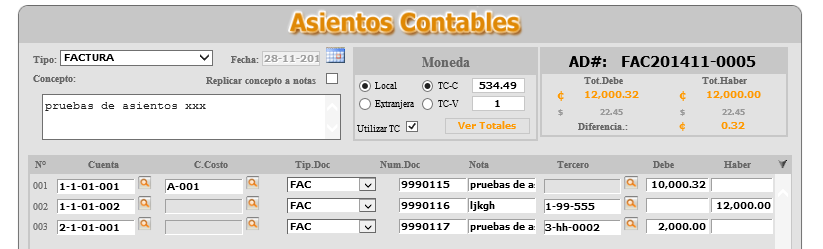 Asientos Contables
Tipo: FACTURA Fecha: 28-11-201
Concepto: Replicar concepto a notas
pruebas de asientos xxx
Moneda
Local TC-C 534.49
Extranjera TC-V 1
Utilizar TC Ver Totales
AD#: FAC201411-0005
Tot.Debe Tot.Haber
¢ 12,000.32 ¢ 12,000.00
$ 22.45 $ 22.45
Diferencia.: ¢ 0.32
Nº Cuenta C.Costo Tip.Doc Num.Doc Nota Tercero Debe Haber
001 1-1-01-001 A-001 FAC 9990115 pruebas de a 10,000.32
002 1-1-01-002 FAC 9990116 ljkgh 1-99-555 12,000.00
003 2-1-01-001 FAC 9990117 pruebas de a 3-hh-0002 2,000.00